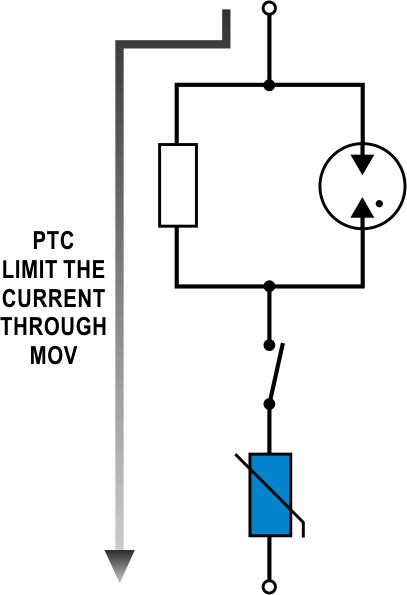 PTC
LIMIT THE
CURRENT
THROUGH
MOV